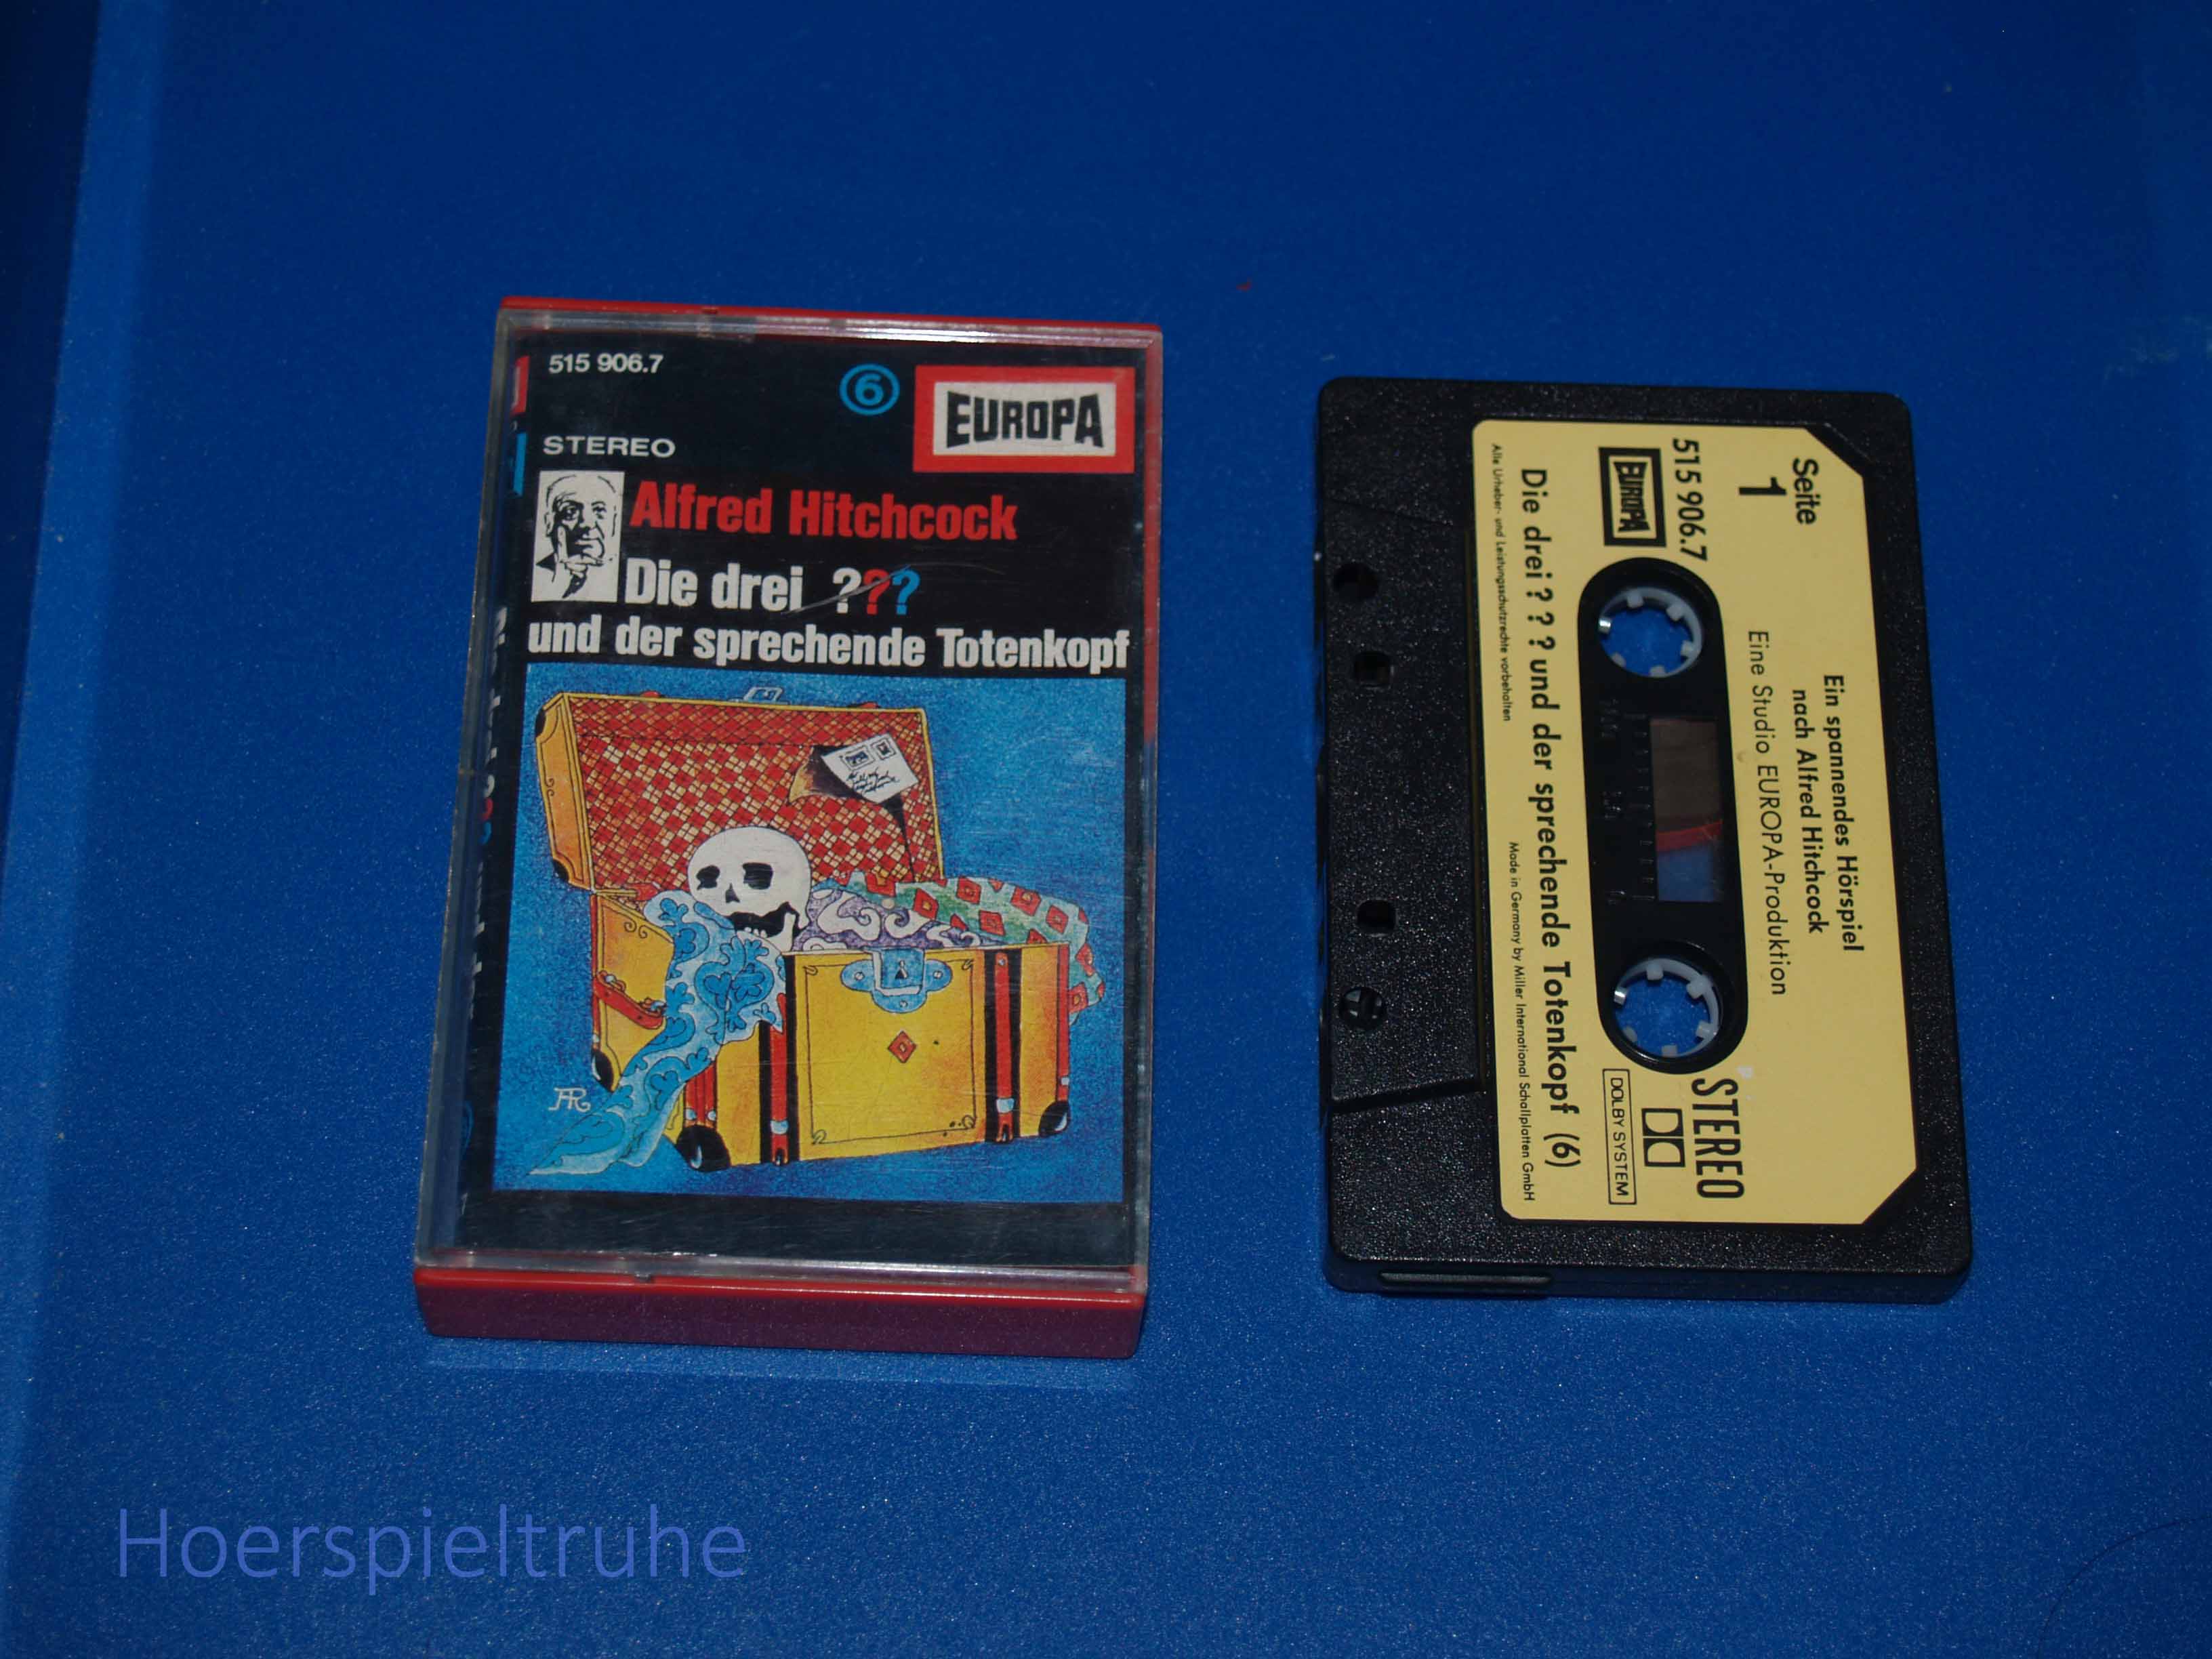 515 906.7
6
EUROPA
STEREO
Alfred Hitchcock
Die drei ???
und der sprechende Totenkopf
AR
Seite
1
Ein spannendes Hörspiel
nach Alfred Hitchcock
Eine Studio EUROPA-Produktion
515 906.7
EUROPA
STEREO
DOLBY SYSTEM
Die drei ? ? ? und der sprechende Totenkopf (6)
Alle Urheber- und Leistungsschutzrechte vorbehalten
Made in Germany by Miller International Schallplatten GmbH
Hoerspieltruhe